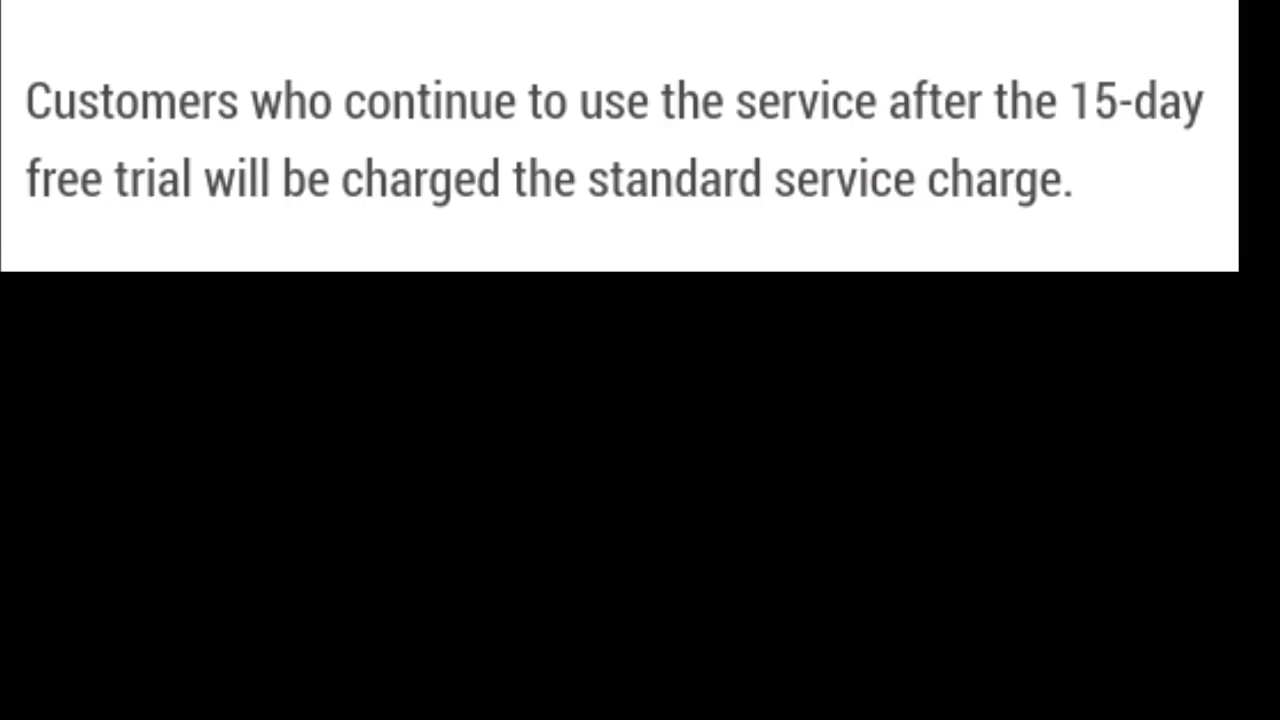 Customers who continue to use the service after the 15-day
free trial will be charged the standard service charge.